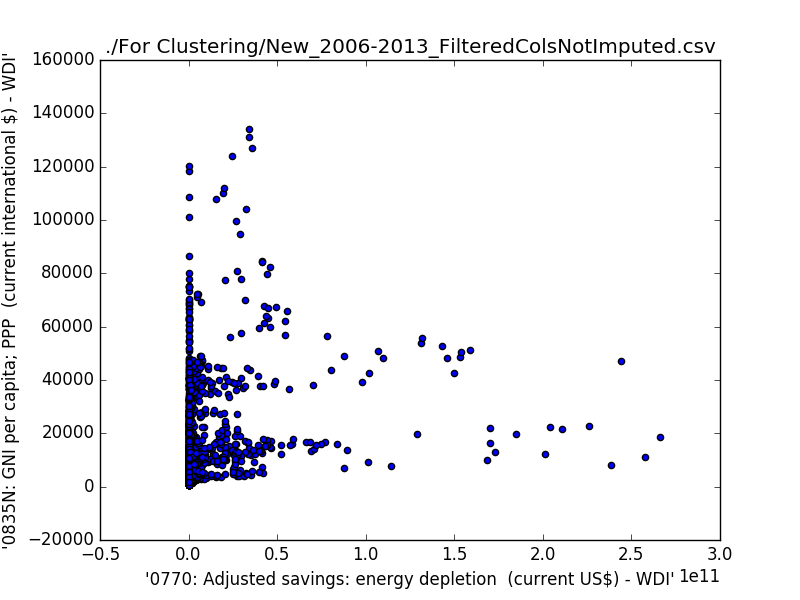 ./For Clustering/New_2006-2013_FilteredColsNotImputed.csv
'0835N: GNI per capita; PPP  (current international $) - WDI'
160000
140000
120000
100000
80000
60000
40000
20000
0
−20000
−0.5 0.0 0.5 1.0 1.5 2.0 2.5 3.0
1e11
'0770: Adjusted savings: energy depletion  (current US$) - WDI'